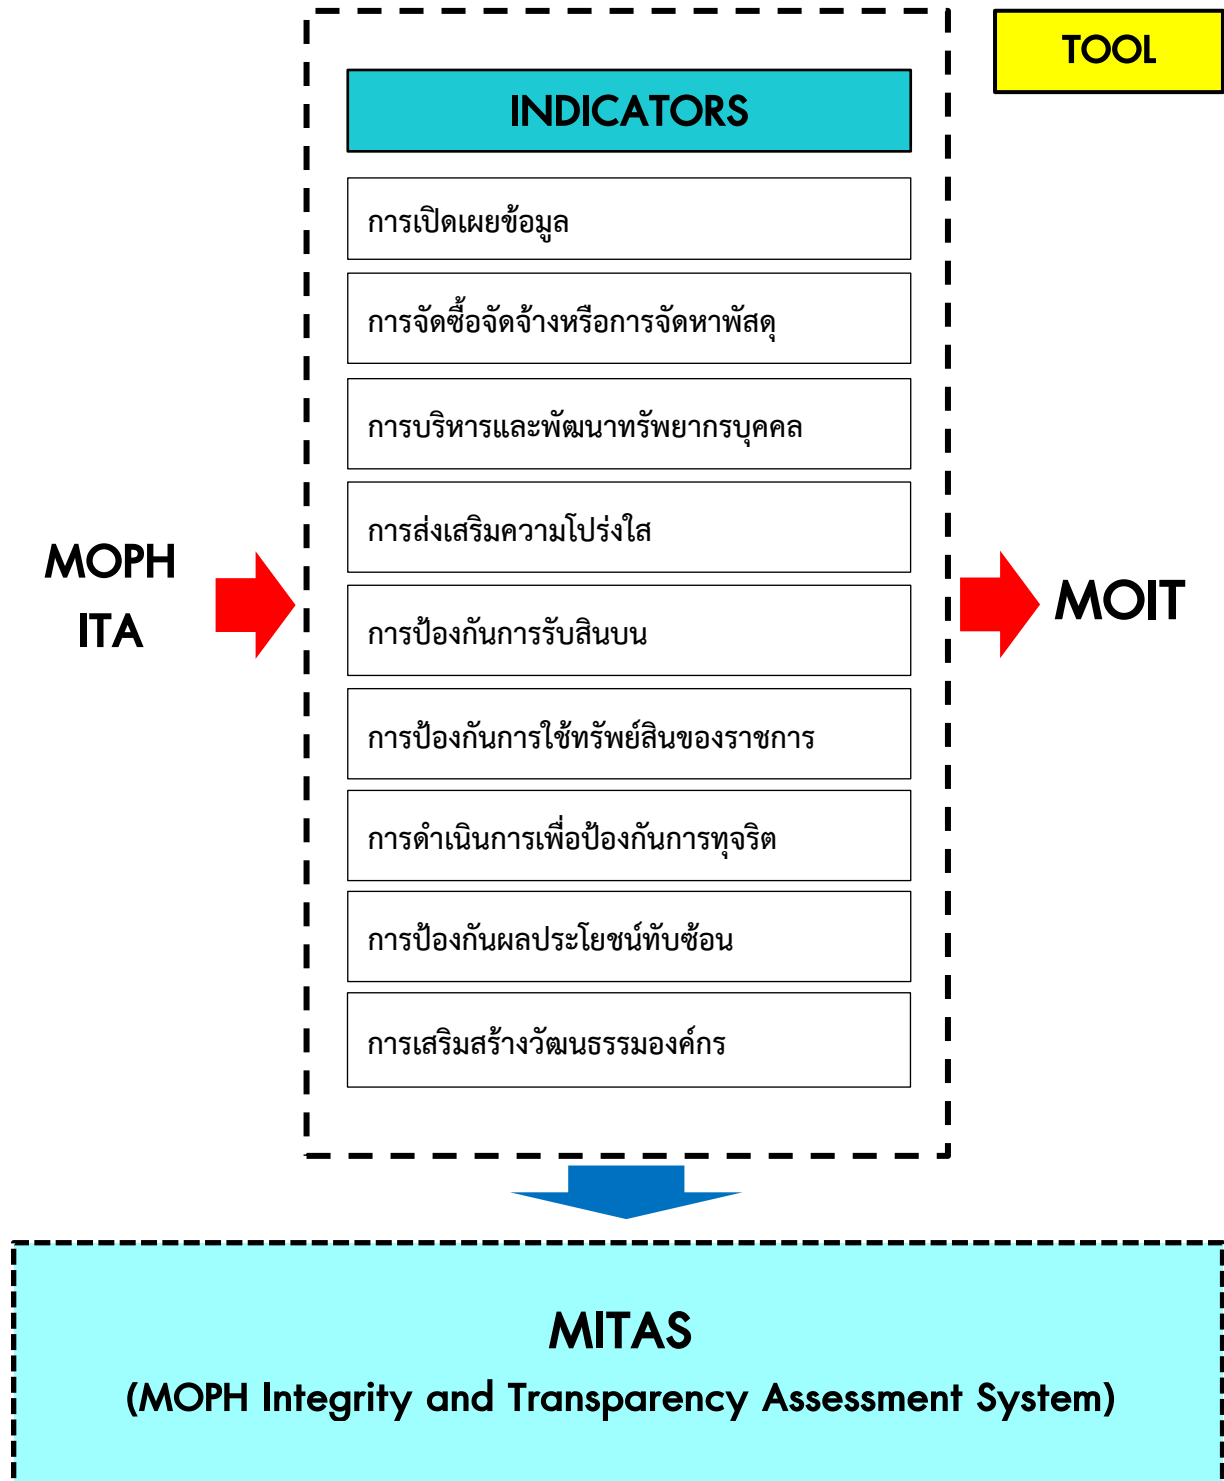 TOOL
INDICATORS
การเปิดเผยข้อมูล
การจัดซื้อจัดจ้างหรือการจัดหาพัสดุ
การบริหารและพัฒนาทรัพยากรบุคคล
การส่งเสริมความโปร่งใส
MOPH
ITA
MOIT
การป้องกันการรับสินบน
การป้องกันการใช้ทรัพย์สินของราชการ
การดำเนินการเพื่อป้องกันการทุจริต
การป้องกันผลประโยชน์ทับซ้อน
การเสริมสร้างวัฒนธรรมองค์กร
MITAS
(MOPH Integrity and Transparency Assessment System)